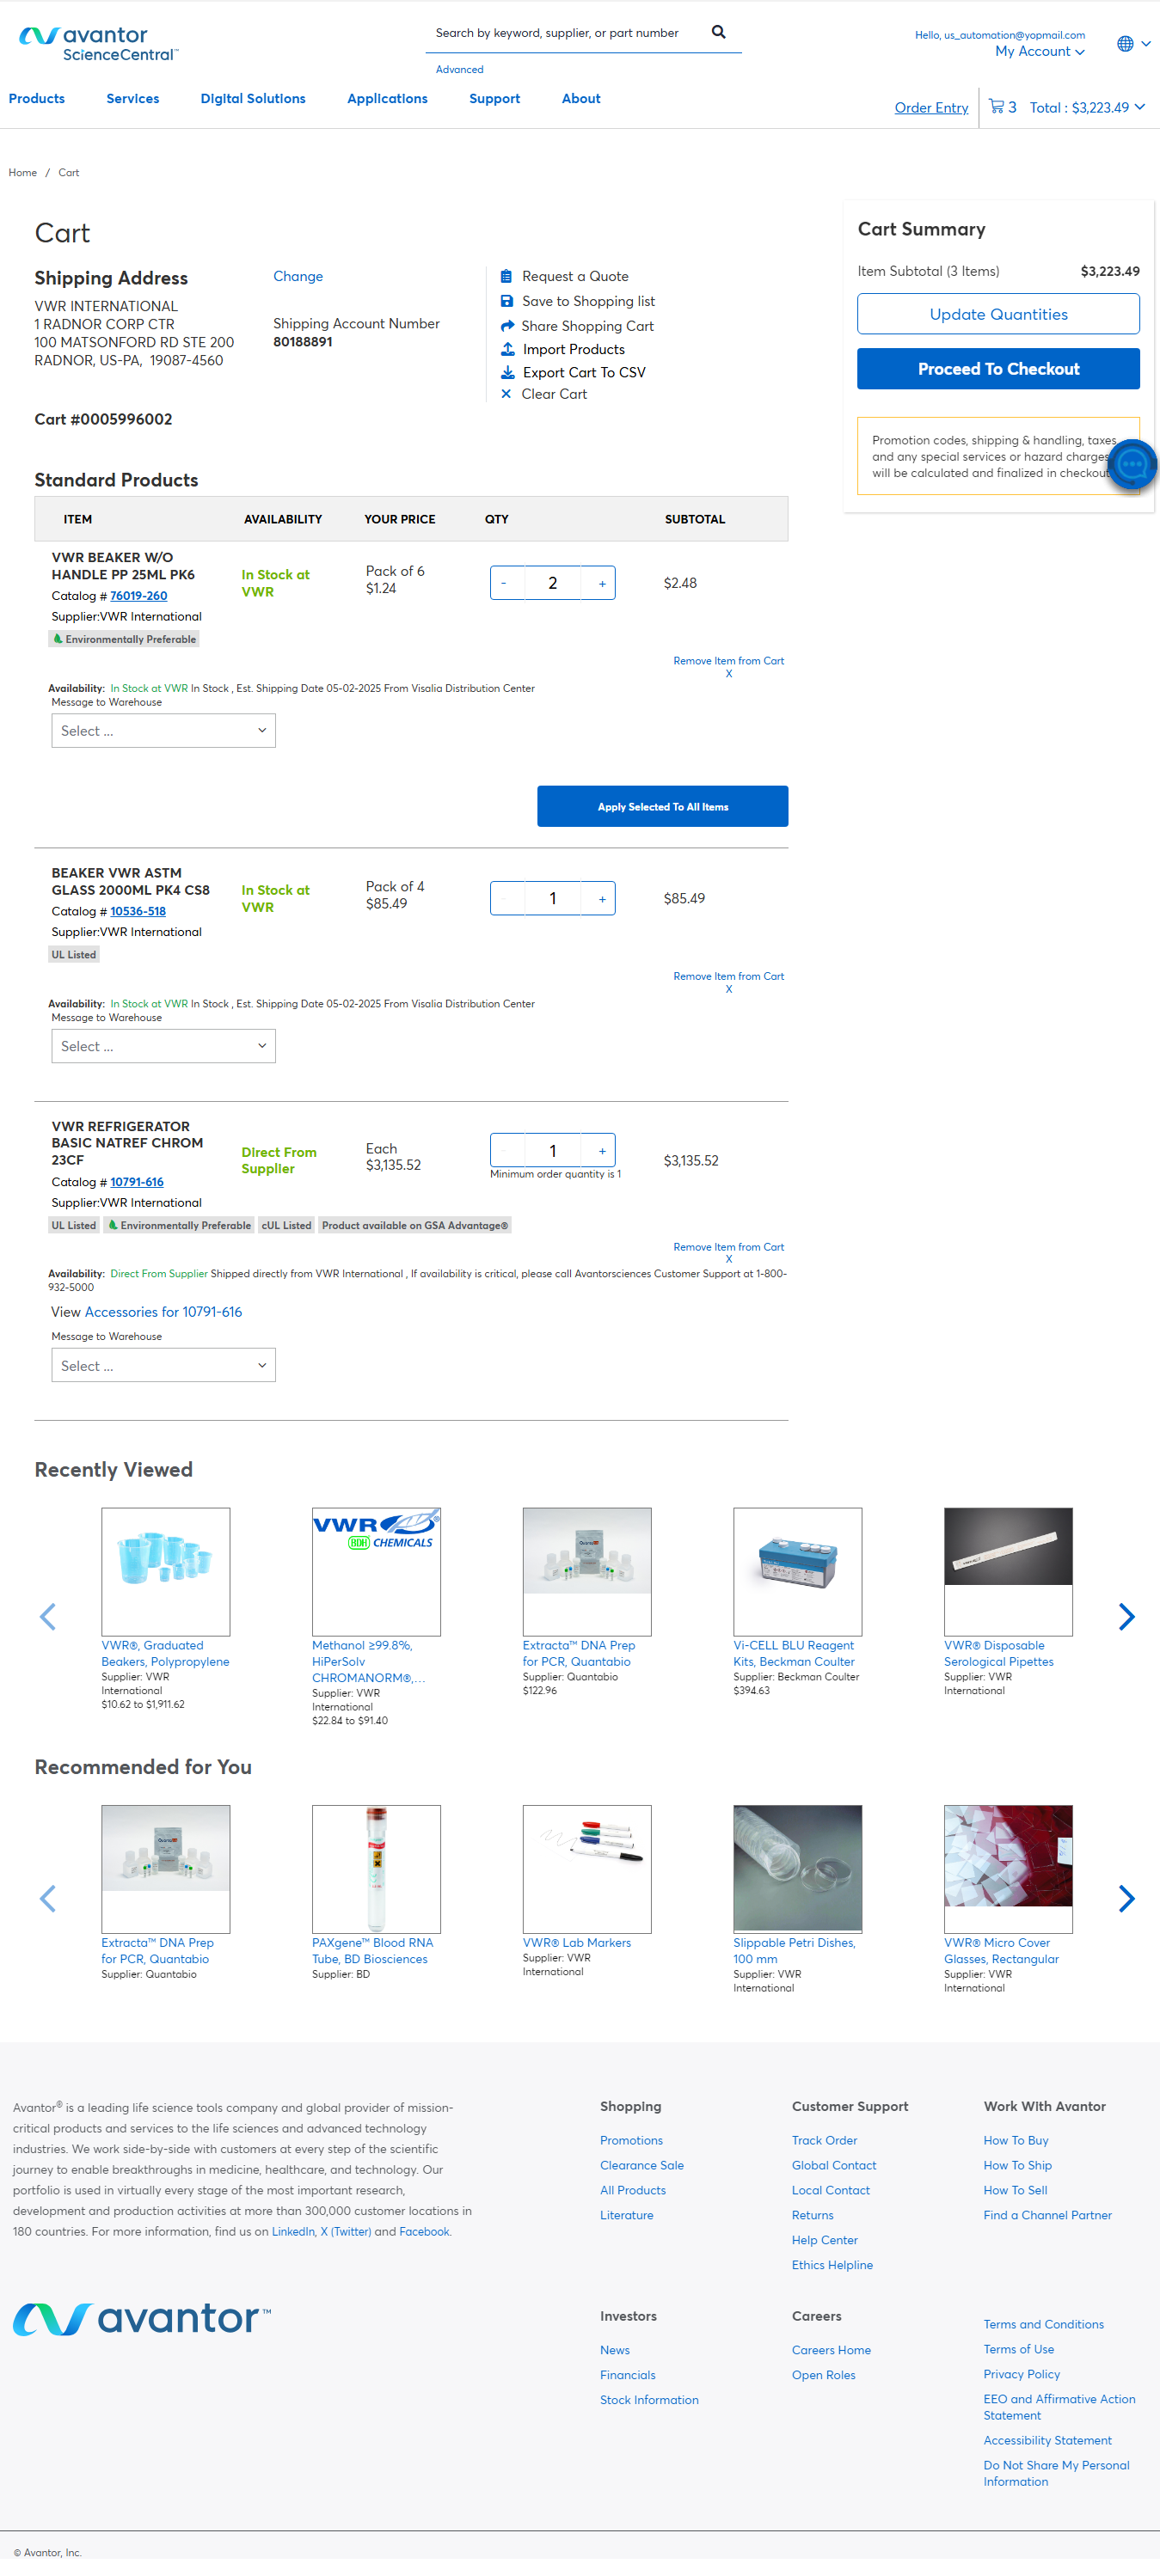 avantor
ScienceCentral™
Search by keyword, supplier, or part number
Advanced
Hello, us_automation@yopmail.com
My Account
Products
Services
Digital Solutions
Applications
Support
About
Order Entry
3
Total : $3,223.49
Home / Cart
Cart
Shipping Address
VWR INTERNATIONAL
1 RADNOR CORP CTR
100 MATSONFORD RD STE 200
RADNOR, US-PA, 19087-4560
Change
Shipping Account Number
80188891
Request a Quote
Save to Shopping list
Share Shopping Cart
Import Products
Export Cart To CSV
Clear Cart
Cart #0005996002
Cart Summary
Item Subtotal (3 Items) $3,223.49
Update Quantities
Proceed To Checkout
Promotion codes, shipping & handling, taxes
and any special services or hazard charges
will be calculated and finalized in checkout
Standard Products
ITEM AVAILABILITY YOUR PRICE QTY SUBTOTAL
VWR BEAKER W/O
HANDLE PP 25ML PK6
Catalog # 76019-260
Supplier:VWR International
Environmentally Preferable
In Stock at
VWR
Pack of 6
$1.24
- 2 +
$2.48
Remove Item from Cart
X
Availability: In Stock at VWR In Stock , Est. Shipping Date 05-02-2025 From Visalia Distribution Center
Message to Warehouse
Select ...
Apply Selected To All Items
BEAKER VWR ASTM
GLASS 2000ML PK4 CS8
Catalog # 10536-518
Supplier:VWR International
UL Listed
In Stock at
VWR
Pack of 4
$85.49
- 1 +
$85.49
Remove Item from Cart
X
Availability: In Stock at VWR In Stock , Est. Shipping Date 05-02-2025 From Visalia Distribution Center
Message to Warehouse
Select ...
VWR REFRIGERATOR
BASIC NATREF CHROM
23CF
Catalog # 10791-616
Supplier:VWR International
UL Listed Environmentally Preferable cUL Listed Product available on GSA Advantage®
Direct From
Supplier
Each
$3,135.52
- 1 +
Minimum order quantity is 1
$3,135.52
Remove Item from Cart
X
Availability: Direct From Supplier Shipped directly from VWR International , If availability is critical, please call Avantorsciences Customer Support at 1-800-
932-5000
View Accessories for 10791-616
Message to Warehouse
Select ...
Recently Viewed
VWR®, Graduated
Beakers, Polypropylene
Supplier: VWR
International
$10.62 to $1,911.62
VWR®
BDH CHEMICALS
Methanol ≥99.8%,
HiPerSolv
CHROMANORM®,...
Supplier: VWR
International
$22.84 to $91.40
Extracta™ DNA Prep
for PCR, Quantabio
Supplier: Quantabio
$122.96
Vi-CELL BLU Reagent
Kits, Beckman Coulter
Supplier: Beckman Coulter
$394.63
VWR® Disposable
Serological Pipettes
Supplier: VWR
International
Recommended for You
Extracta™ DNA Prep
for PCR, Quantabio
Supplier: Quantabio
PAXgene™ Blood RNA
Tube, BD Biosciences
Supplier: BD
VWR® Lab Markers
Supplier: VWR
International
Slippable Petri Dishes,
100 mm
Supplier: VWR
International
VWR® Micro Cover
Glasses, Rectangular
Supplier: VWR
International
Avantor® is a leading life science tools company and global provider of mission-
critical products and services to the life sciences and advanced technology
industries. We work side-by-side with customers at every step of the scientific
journey to enable breakthroughs in medicine, healthcare, and technology. Our
portfolio is used in virtually every stage of the most important research,
development and production activities at more than 300,000 customer locations in
180 countries. For more information, find us on LinkedIn, X (Twitter) and Facebook.
avantor™
Shopping
Promotions
Clearance Sale
All Products
Literature
Customer Support
Track Order
Global Contact
Local Contact
Returns
Help Center
Ethics Helpline
Work With Avantor
How To Buy
How To Ship
How To Sell
Find a Channel Partner
Investors
News
Financials
Stock Information
Careers
Careers Home
Open Roles
Terms and Conditions
Terms of Use
Privacy Policy
EEO and Affirmative Action
Statement
Accessibility Statement
Do Not Share My Personal
Information
© Avantor, Inc.